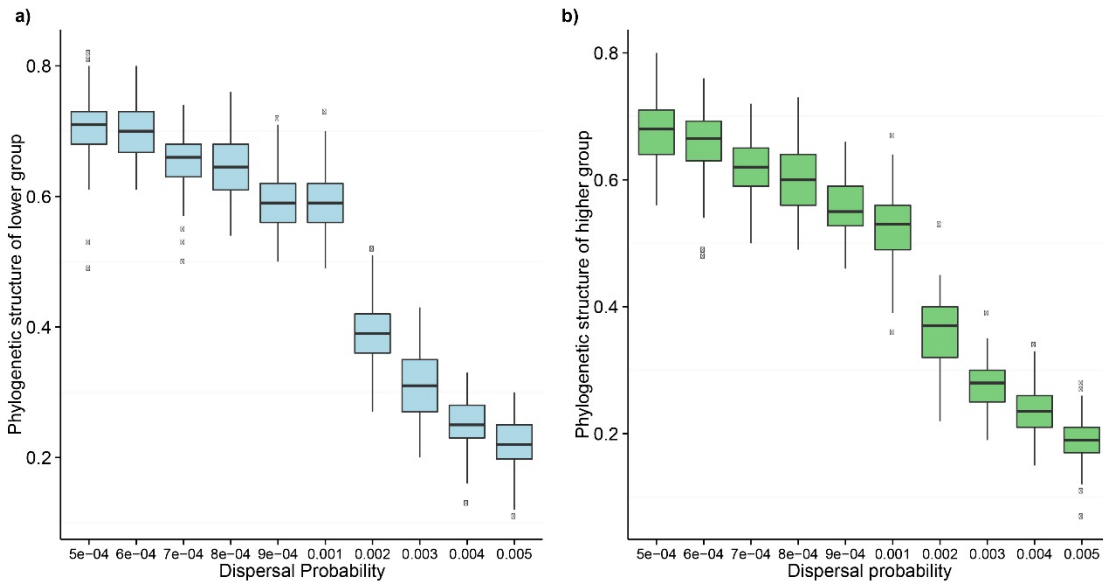 a)
Phylogenetic structure of lower group
0.8
0.6
0.4
0.2
5e−04 6e−04 7e−04 8e−04 9e−04 0.001 0.002 0.003 0.004 0.005
Dispersal Probability
b)
Phylogenetic structure of higher group
0.8
0.6
0.4
0.2
5e−04 6e−04 7e−04 8e−04 9e−04 0.001 0.002 0.003 0.004 0.005
Dispersal probability